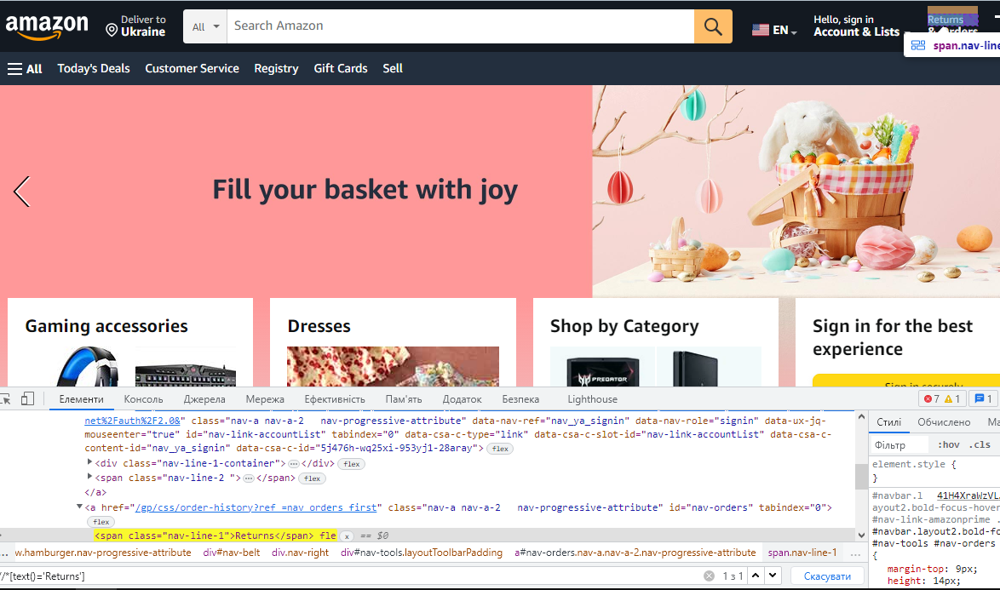 amazon
Deliver to
Ukraine
All
Search Amazon
EN
Hello, sign in
Account & Lists
Returns
& Orders
span.nav-line
All
Today's Deals
Customer Service
Registry
Gift Cards
Sell
Fill your basket with joy
Gaming accessories
Dresses
Shop by Category
Sign in for the best
experience
PREDATOR
Sign in securely
Елементи
Консоль
Джерела
Мережа
Ефективність
Пам'ять
Додаток
Безпека
Lighthouse
7
1
1
net%2Fauth%2F2.0&" class="nav-a nav-a-2 nav-progressive-attribute" data-nav-ref="nav_ya_signin" data-nav-role="signin" data-ux-jq-
mouseenter="true" id="nav-link-accountList" tabindex="0" data-csa-c-type="link" data-csa-c-slot-id="nav-link-accountList" data-csa-c-
content-id="nav_ya_signin" data-csa-c-id="5j476h-wq25xi-953yj1-28aray"> flex
<div class="nav-line-1-container">…</div> flex
<span class="nav-line-2 ">…</span> flex
</a>
<a href="/gp/css/order-history?ref_=nav_orders_first" class="nav-a nav-a-2 nav-progressive-attribute" id="nav-orders" tabindex="0">
flex
<span class="nav-line-1">Returns</span> fle x == $0
... w.hamburger.nav-progressive-attribute
div#nav-belt
div.nav-right
div#nav-tools.layoutToolbarPadding
a#nav-orders.nav-a.nav-a-2.nav-progressive-attribute
span.nav-line-1
...
//*[text()='Returns']
1 з 1
Скасувати
Стилі
Обчислено
Ма
Фільтр
:hov
.cls
element.style {
}
#navbar.l 41H4XraWzVL.
ayout2.bold-focus-hover
#nav-link-amazonprime .
#navbar.layout2.bold-fo
#nav-tools #nav-orders
{
margin-top: 9px;
height: 14px;